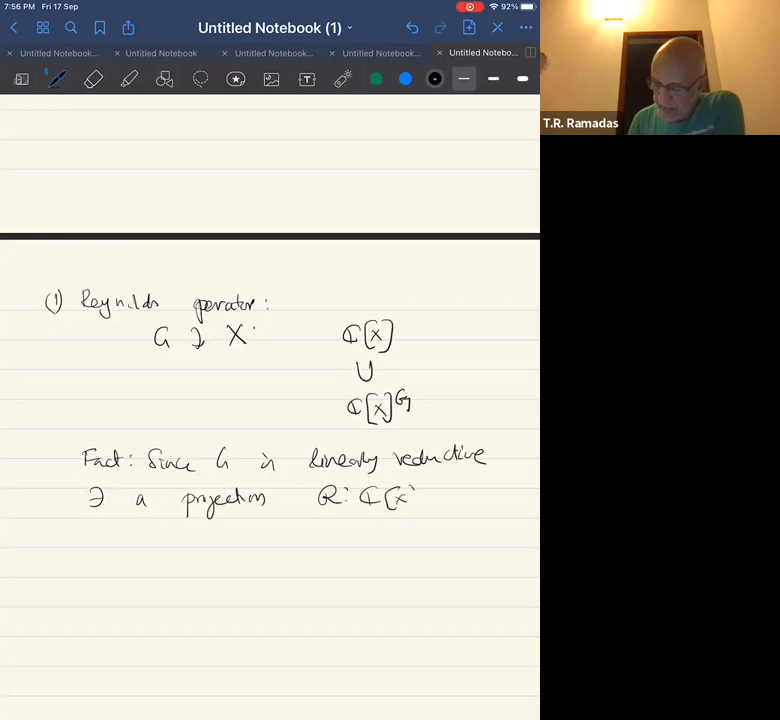 7:56 PM Fri 17 Sep
92%
Untitled Notebook (1)
Untitled Notebook...
Untitled Notebook
Untitled Notebook...
Untitled Notebook...
Untitled Notebo...
T.R. Ramadas
(1) Reynolds operator:
G ⊃ X
ℂ[X]
∪
ℂ[X]^G
Fact: Since G is linearly reductive
∃ a projection R: ℂ[X